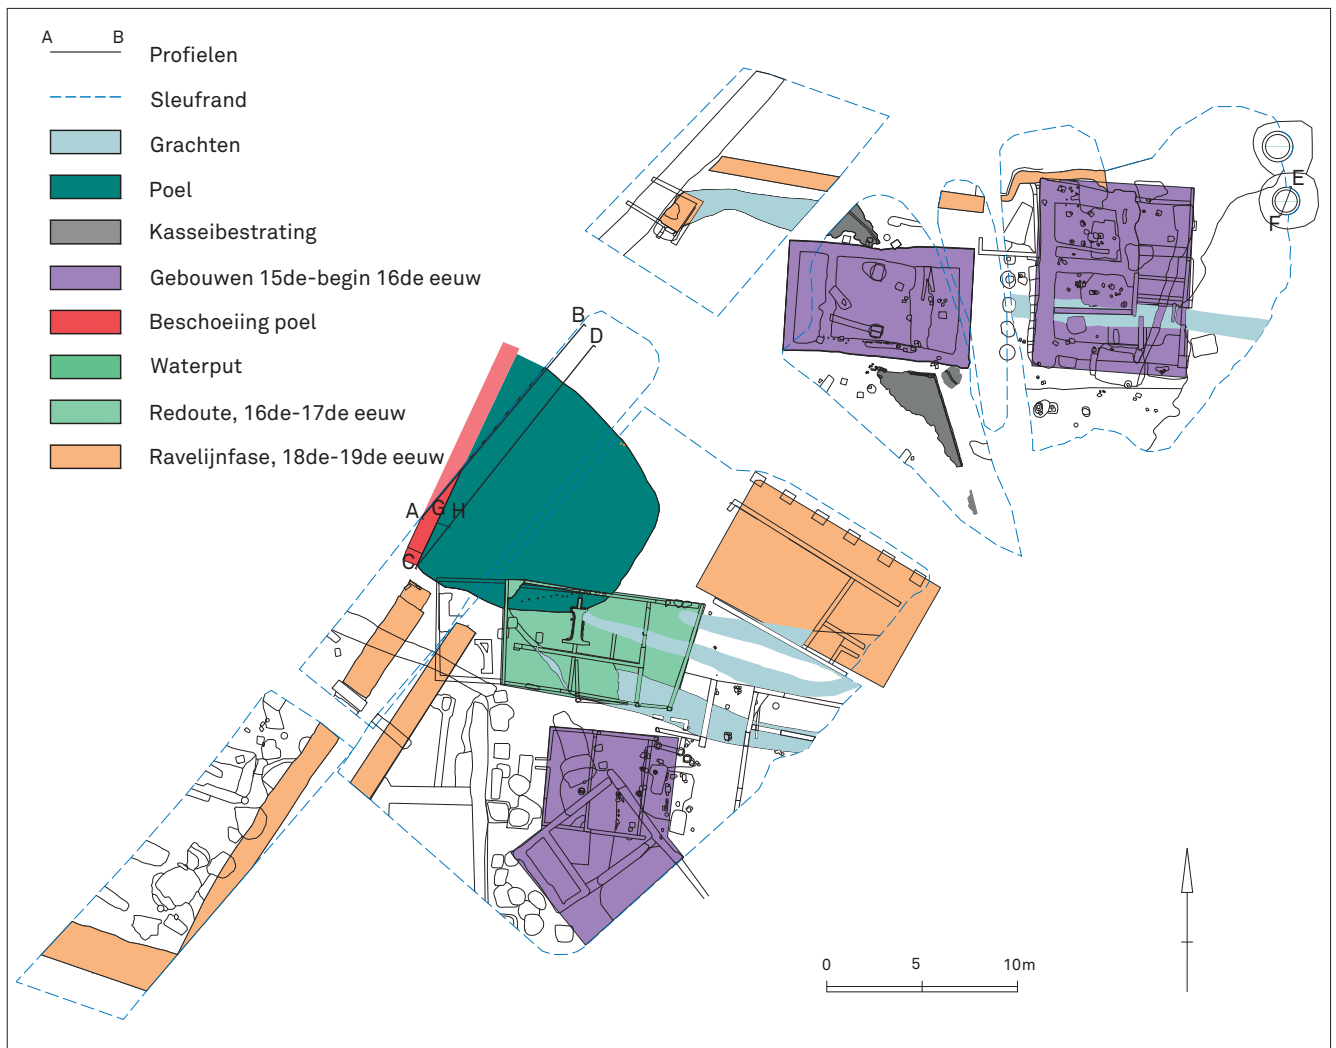 A B
Profielen
Sleufrand
Grachten
Poel
Kasseibestrating
Gebouwen 15de-begin 16de eeuw
Beschoeiing poel
Waterput
Redoute, 16de-17de eeuw
Ravelijnfase, 18de-19de eeuw
E
F
B
D
A G H
C
0 5 10m